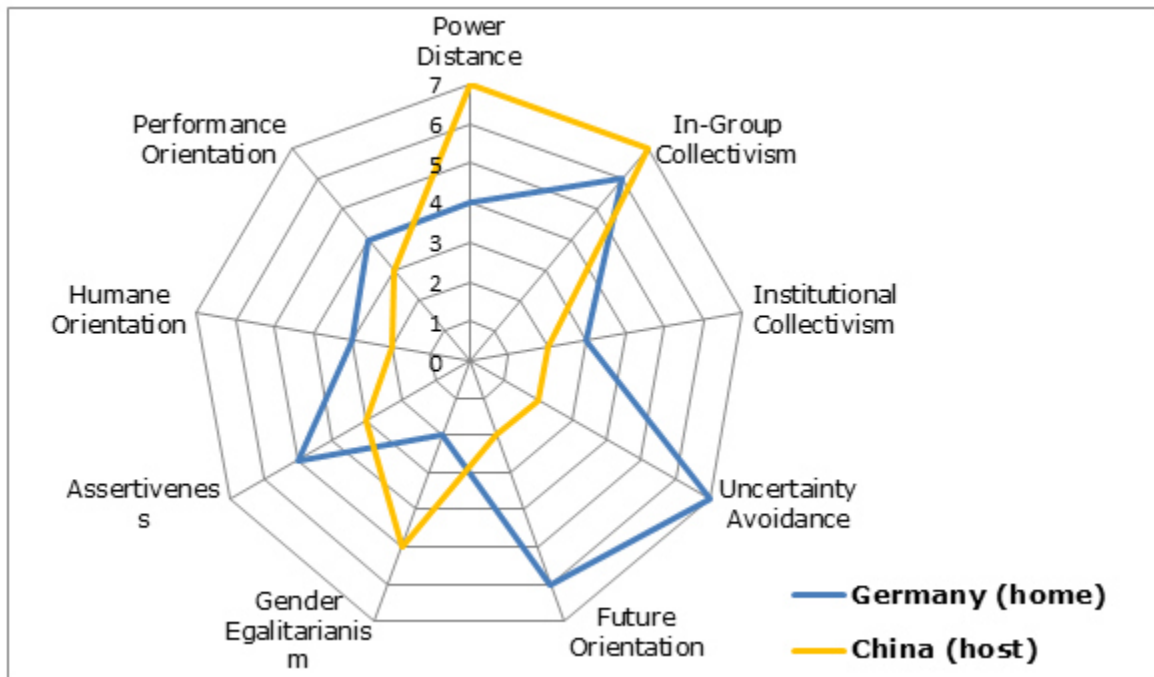 Power
Distance
7
6
5
4
3
2
1
0
In-Group
Collectivism
Institutional
Collectivism
Uncertainty
Avoidance
Future
Orientation
Gender
Egalitarianis
m
Assertivenes
s
Humane
Orientation
Performance
Orientation
Germany (home)
China (host)